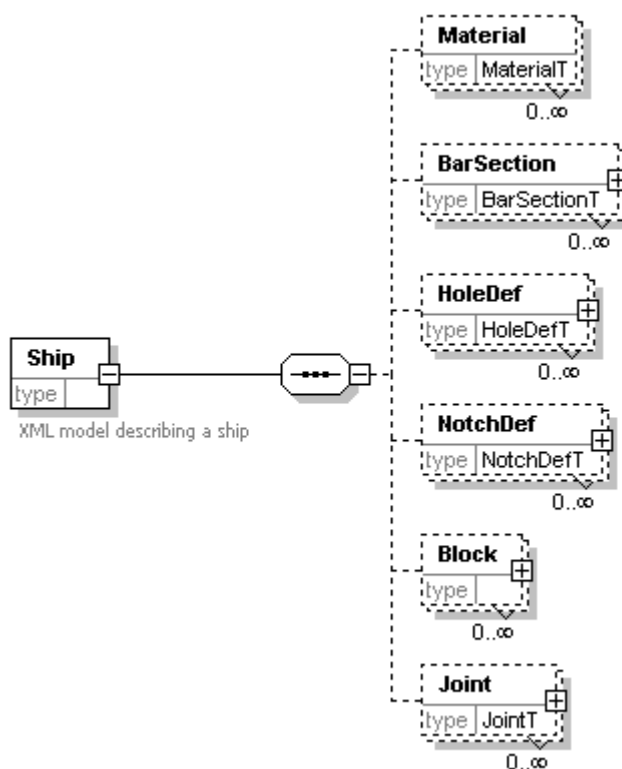 Material
type MaterialT
0..∞
BarSection
type BarSectionT
0..∞
HoleDef
type HoleDefT
0..∞
Ship
type
XML model describing a ship
NotchDef
type NotchDefT
0..∞
Block
type
0..∞
Joint
type JointT
0..∞